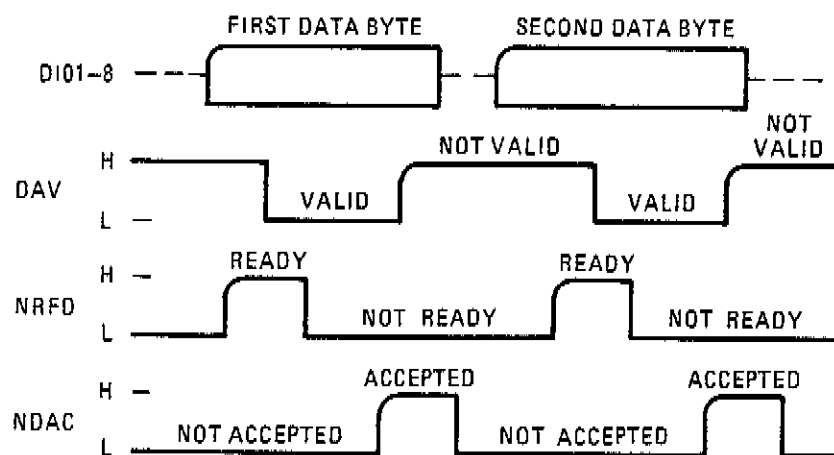 FIRST DATA BYTE SECOND DATA BYTE
DI01-8
NOT
VALID
H NOT VALID
DAV
L VALID VALID
H READY READY
NRFD
L NOT READY NOT READY
H ACCEPTED ACCEPTED
NDAC
L NOT ACCEPTED NOT ACCEPTED